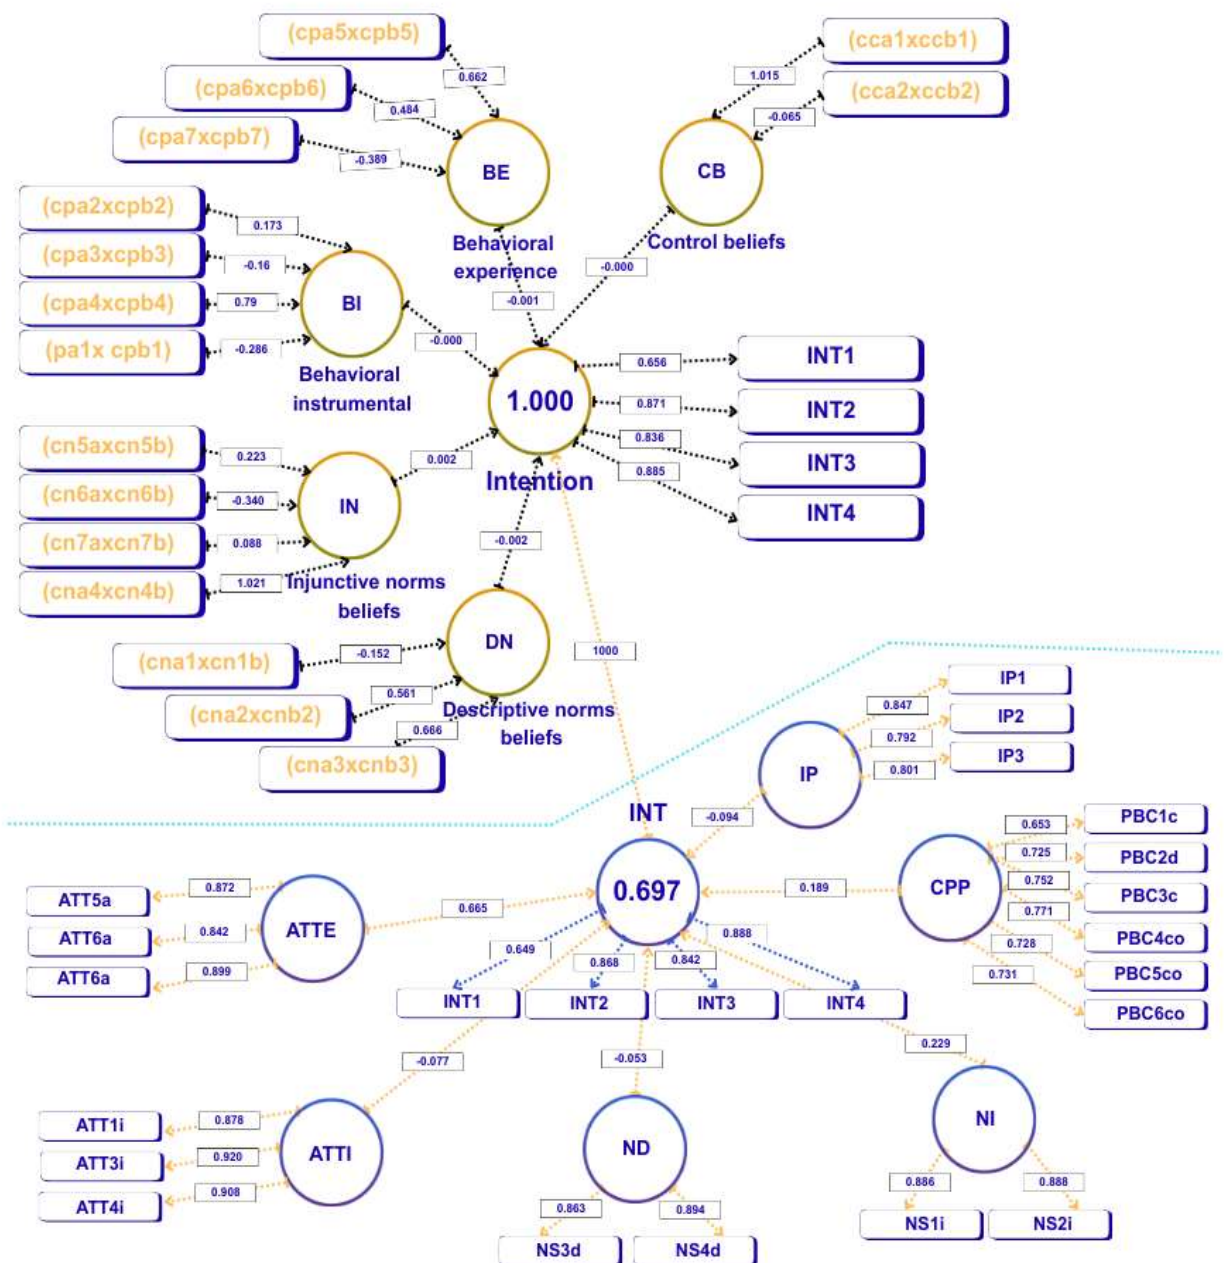 (cpa5xcpb5)
(cca1xccb1)
0.662
1.015
(cpa6xcpb6)
(cca2xccb2)
0.484
-0.065
(cpa7xcpb7)
-0.389
BE
CB
(cpa2xcpb2)
0.173
Behavioral
experience
Control beliefs
(cpa3xcpb3)
-0.16
-0.000
(cpa4xcpb4)
0.79
BI
-0.001
(pa1x cpb1)
-0.286
-0.000
Behavioral
instrumental
1.000
Intention
0.656
INT1
0.871
INT2
0.836
INT3
0.885
INT4
(cn5axcn5b)
0.223
0.002
(cn6axcn6b)
-0.340
IN
(cn7axcn7b)
0.088
(cna4xcn4b)
1.021
Injunctive norms
beliefs
-0.002
DN
(cna1xcn1b)
-0.152
(cna2xcnb2)
0.561
Descriptive norms
beliefs
0.666
(cna3xcnb3)
1000
IP
0.847
IP1
0.792
IP2
0.801
IP3
-0.094
INT
0.697
0.189
CPP
0.653
PBC1c
0.725
PBC2d
0.752
PBC3c
0.771
PBC4co
0.728
PBC5co
0.731
PBC6co
ATT5a
0.872
ATT6a
0.842
ATT6a
0.899
ATTE
0.665
0.649
0.868
0.842
0.888
INT1
INT2
INT3
INT4
-0.077
-0.053
0.229
ATT1i
0.878
ATT3i
0.920
ATT4i
0.908
ATTI
ND
NI
0.863
0.894
0.886
0.888
NS3d
NS4d
NS1i
NS2i